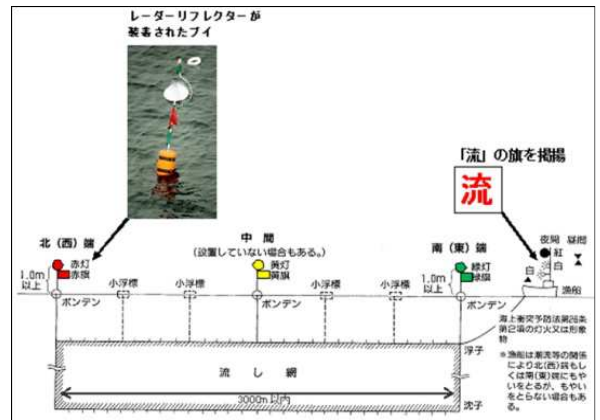 レーダーリフレクターが
装着されたブイ
「流」の旗を掲揚
流
北(西)端
赤灯
赤旗
1.0m
以上
ボンデン
小浮標
小浮標
中間
(設置していない場合もある。)
黄灯
黄旗
ボンデン
小浮標
小浮標
南(東)端
緑灯
緑旗
1.0m
以上
ボンデン
夜間 昼間
紅
白
白
漁船
海上衝突予防法第26条
第2項の灯火又は形象
物
浮子
流し網
3000m以内
沈子
※漁船は潮流等の関係
により北(西)端もし
くは南(東)端にもや
いをとるが、もやい
をとらない場合もあ
る。